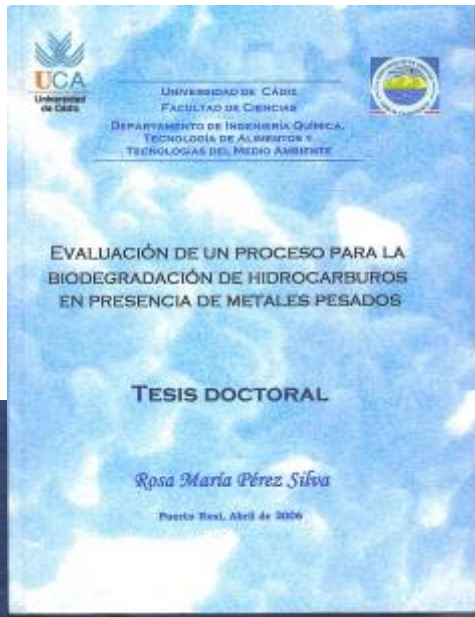 UCA
Universidad
de Cádiz
UNIVERSIDAD DE CÁDIZ
FACULTAD DE CIENCIAS
DEPARTAMENTO DE INGENIERÍA QUÍMICA,
TECNOLOGÍA DE ALIMENTOS Y
TECNOLOGÍAS DEL MEDIO AMBIENTE
EVALUACIÓN DE UN PROCESO PARA LA
BIODEGRADACIÓN DE HIDROCARBUROS
EN PRESENCIA DE METALES PESADOS
TESIS DOCTORAL
Rosa María Pérez Silva
Puerto Real, Abril de 2006